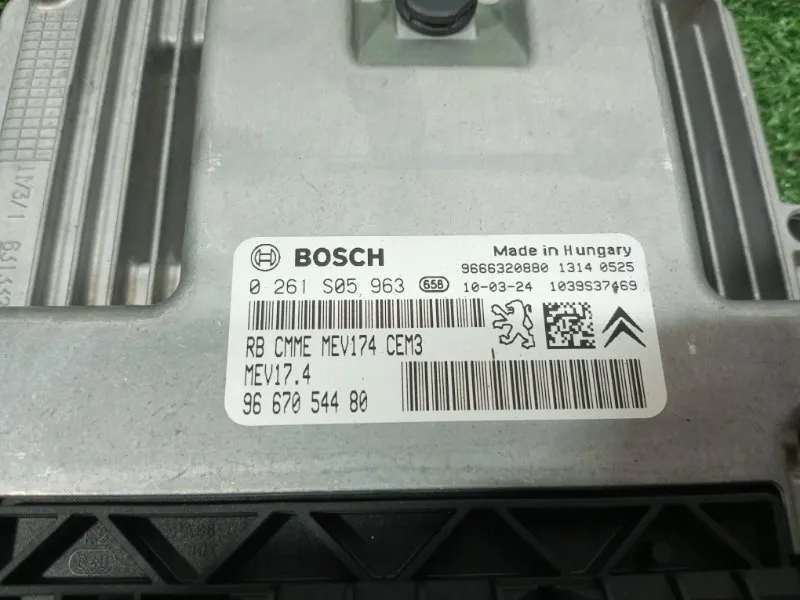 BOSCH
Made in Hungary
9666320880 1314 0525
0 261 S05 963 658 10-03-24 1039S37469
RB CMME MEV174 CEM3
MEV17.4
96 670 544 80